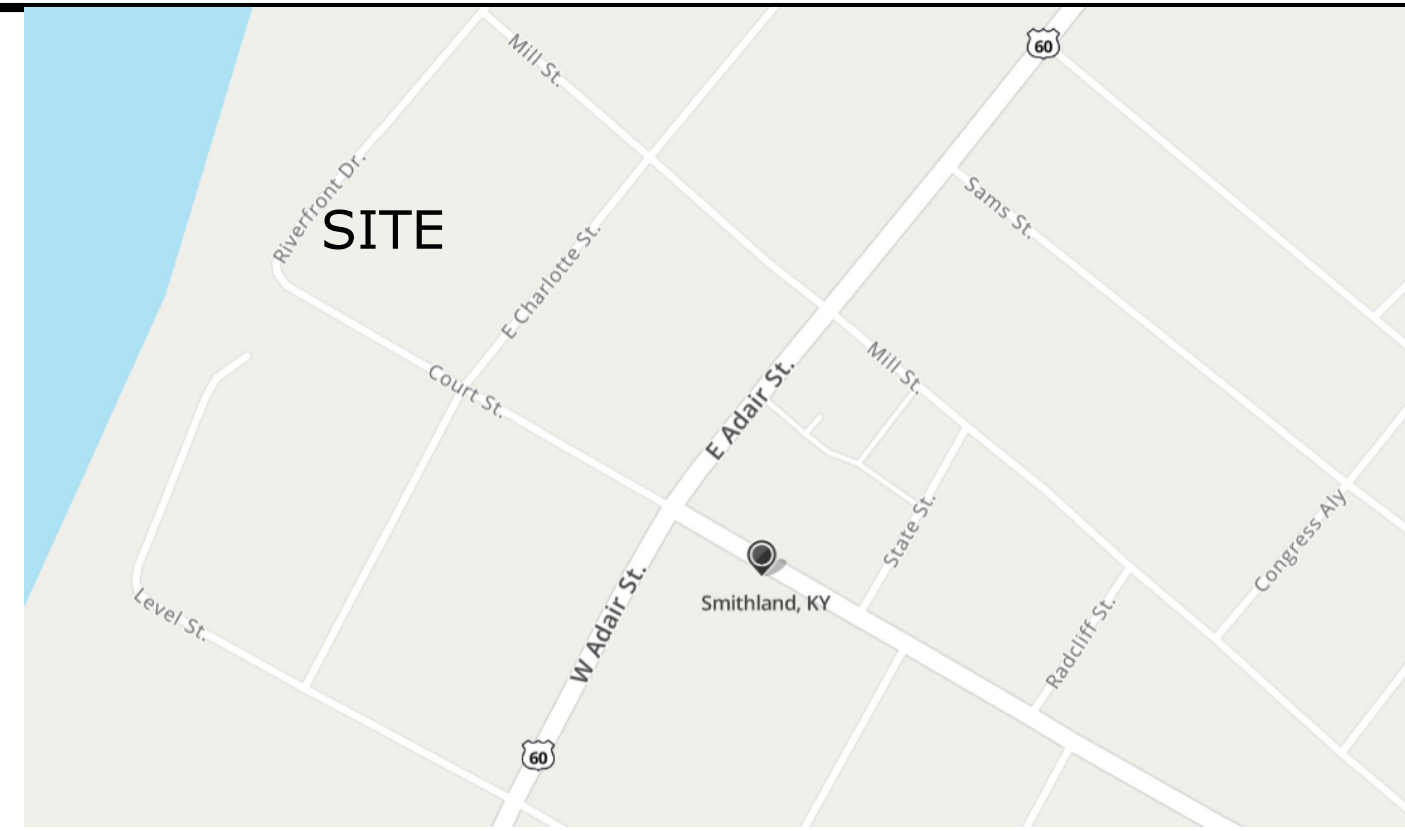 60
Mill St.
Riverfront Dr.
Sams St.
SITE
E Charlotte St.
Mill St.
Court St.
E Adair St.
State St.
Congress Aly
Smithland, KY
Level St.
W Adair St.
Radcliff St.
60